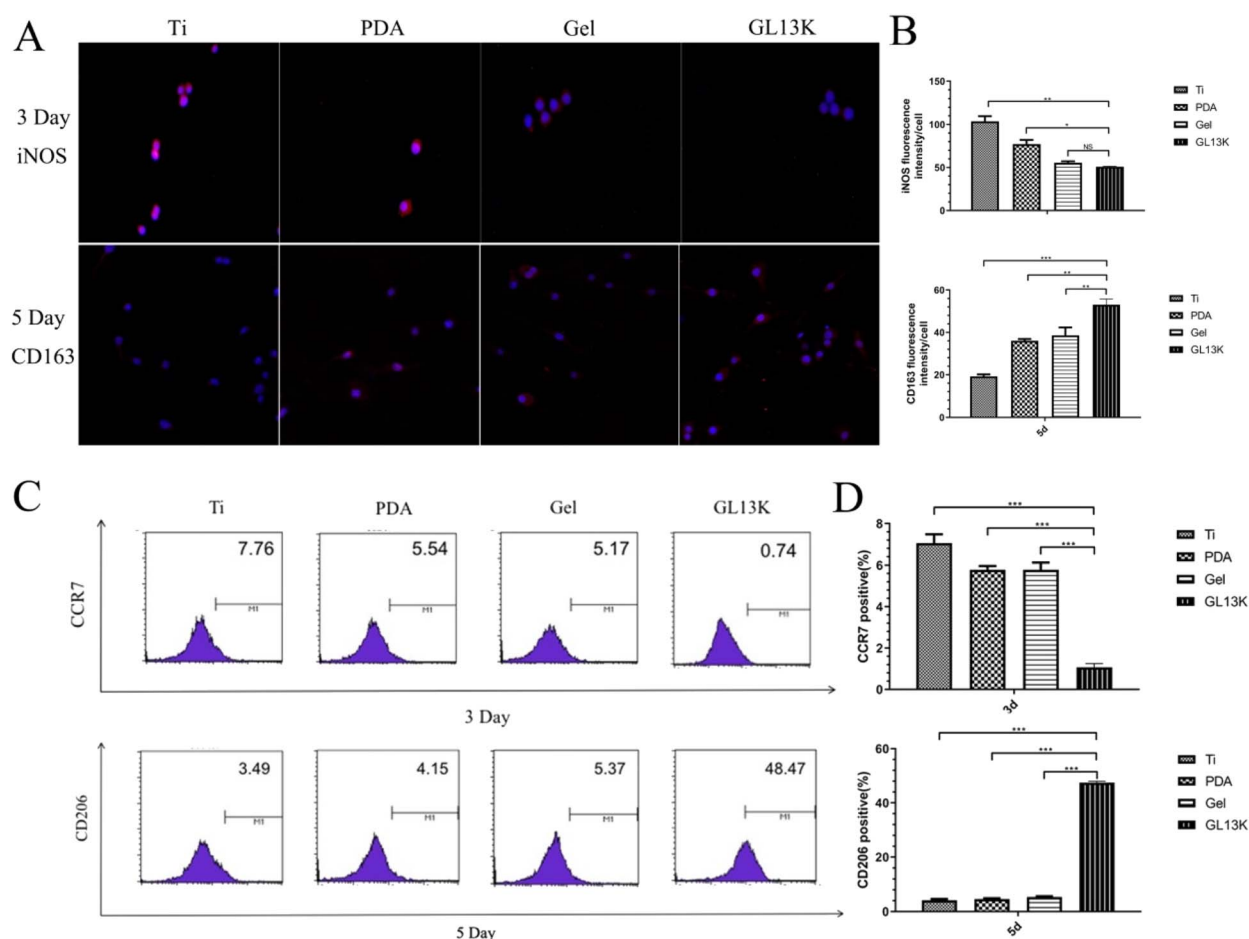 A
Ti
PDA
Gel
GL13K
3 Day
iNOS
5 Day
CD163
B
150
100
50
0
iNOS fluorescence
intensity/cell
**
*
NS
Ti
PDA
Gel
GL13K
60
40
20
0
CD163 fluorescence
intensity/cell
***
**
**
5d
Ti
PDA
Gel
GL13K
C
Ti
PDA
Gel
GL13K
CCR7
7.76
M1
5.54
M1
5.17
M1
0.74
M1
3 Day
CD206
3.49
M1
4.15
M1
5.37
M1
48.47
M1
5 Day
D
8
6
4
2
0
CCR7 positive(%)
***
***
***
3d
Ti
PDA
Gel
GL13K
60
40
20
0
CD206 positive(%)
***
***
***
5d
Ti
PDA
Gel
GL13K